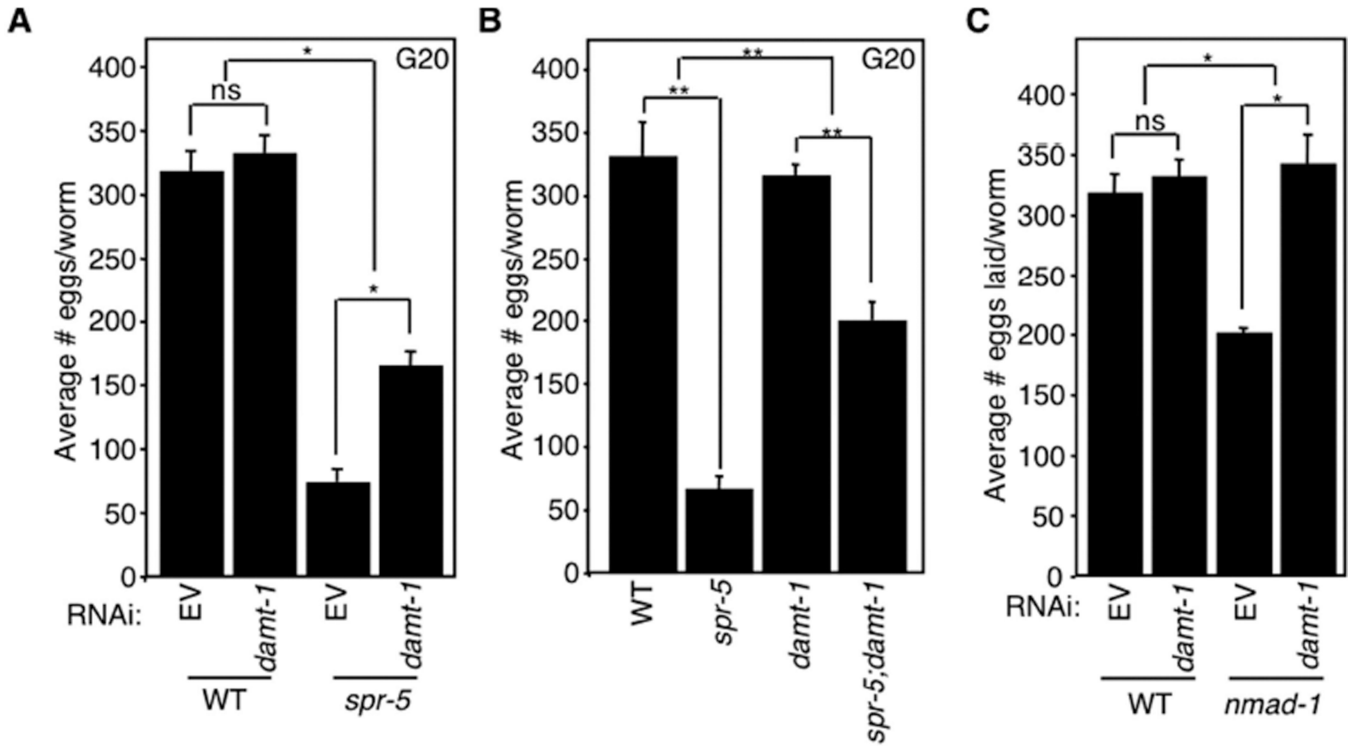 A
B
C
G20
G20
*
ns
*
**
**
**
*
ns
*
Average # eggs/worm
400
350
300
250
200
150
100
50
0
Average # eggs/worm
400
350
300
250
200
150
100
50
0
Average # eggs laid/worm
400
350
300
250
200
150
100
50
0
RNAi:
EV
damt-1
EV
damt-1
WT
spr-5
WT
spr-5
damt-1
spr-5;damt-1
RNAi:
EV
damt-1
EV
damt-1
WT
nmad-1